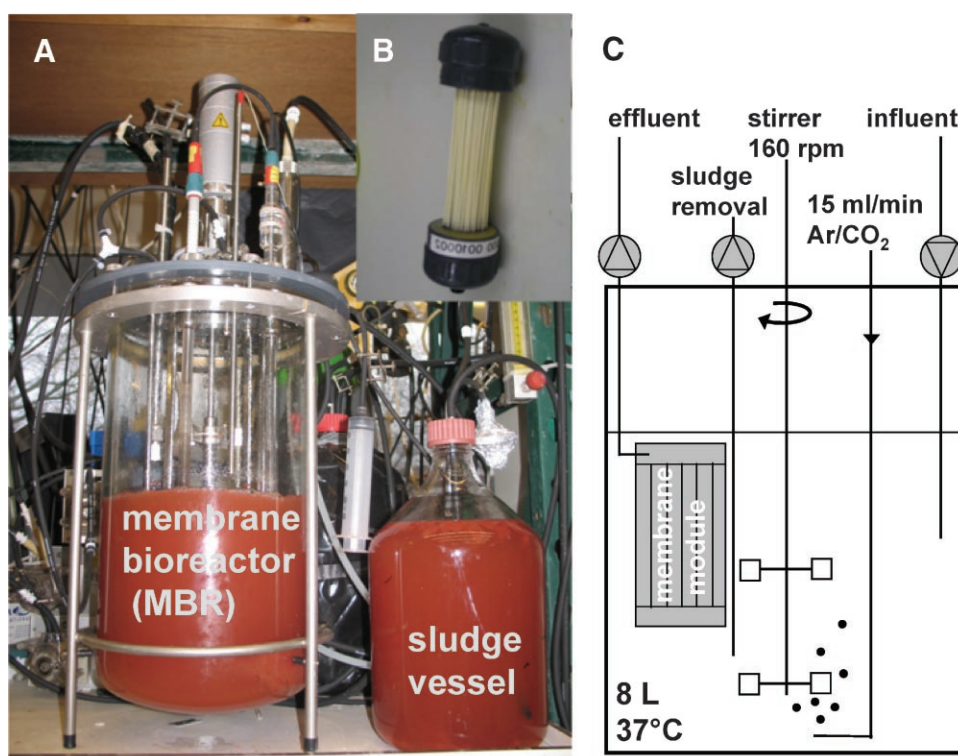 A
B
C
membrane
bioreactor
(MBR)
sludge
vessel
effluent
stirrer
160 rpm
influent
sludge
removal
15 ml/min
Ar/CO₂
membrane
module
8 L
37°C